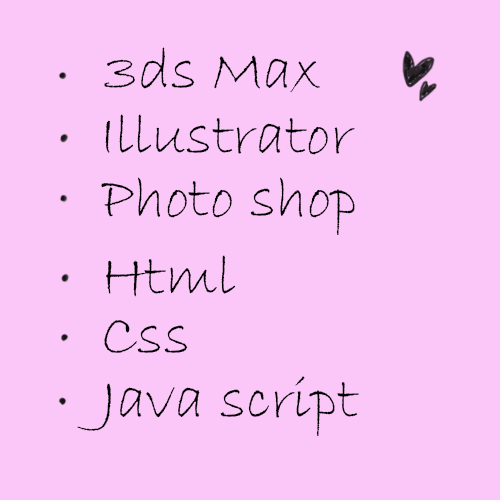 • 3ds Max
• Illustrator
• Photo shop
• Html
• Css
• Java script